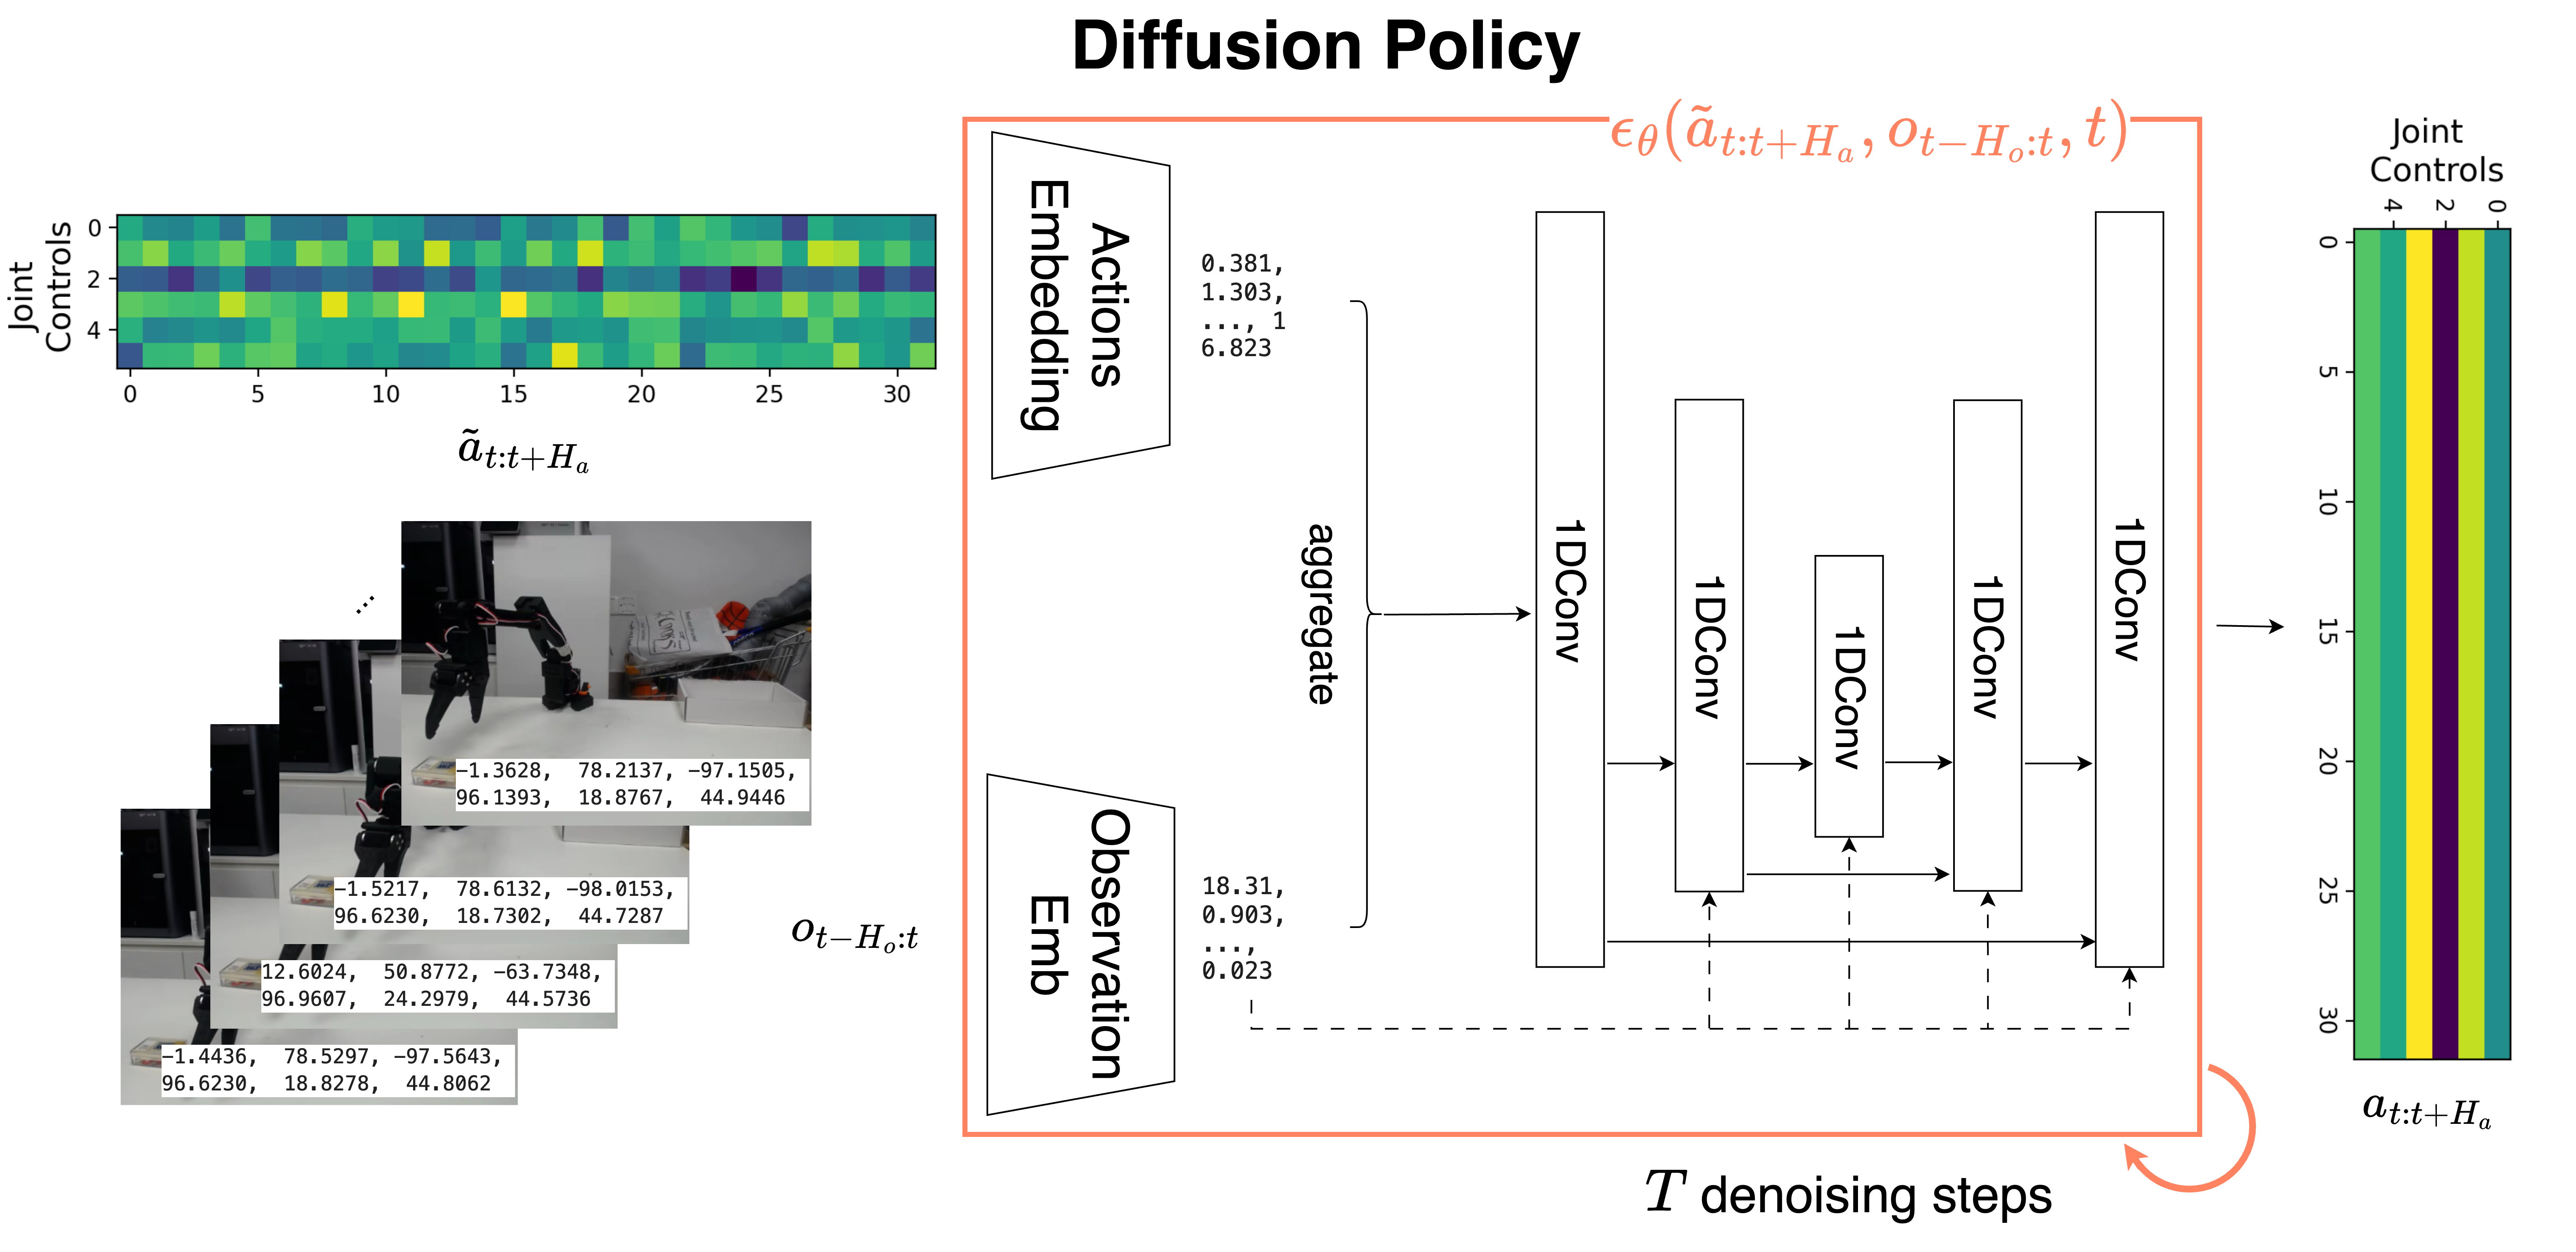 Diffusion Policy
ϵ_θ(ã_{t:t+H_a}, o_{t−H_o:t}, t)
Joint
Controls
0
2
4
0 5 10 15 20 25 30
ã_{t:t+H_a}
...
−1.3628, 78.2137, −97.1505,
96.1393, 18.8767, 44.9446
−1.5217, 78.6132, −98.0153,
96.6230, 18.7302, 44.7287
12.6024, 50.8772, −63.7348,
96.9607, 24.2979, 44.5736
−1.4436, 78.5297, −97.5643,
96.6230, 18.8278, 44.8062
o_{t−H_o:t}
Actions
Embedding
0.381,
1.303,
..., 1
6.823
Observation
Emb
18.31,
0.903,
...,
0.023
aggregate
1DConv
1DConv
1DConv
1DConv
1DConv
T denoising steps
Joint
Controls
4 2 0
0
5
10
15
20
25
30
a_{t:t+H_a}